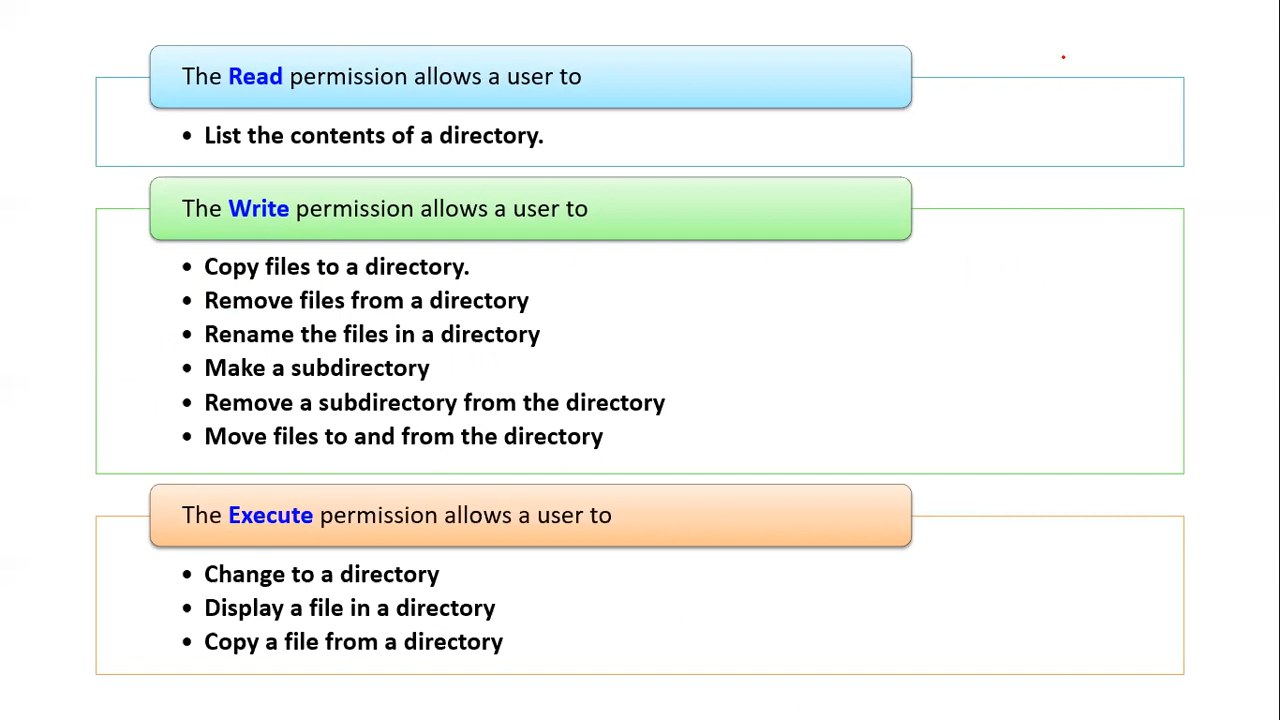 The Read permission allows a user to
• List the contents of a directory.
The Write permission allows a user to
• Copy files to a directory.
• Remove files from a directory
• Rename the files in a directory
• Make a subdirectory
• Remove a subdirectory from the directory
• Move files to and from the directory
The Execute permission allows a user to
• Change to a directory
• Display a file in a directory
• Copy a file from a directory